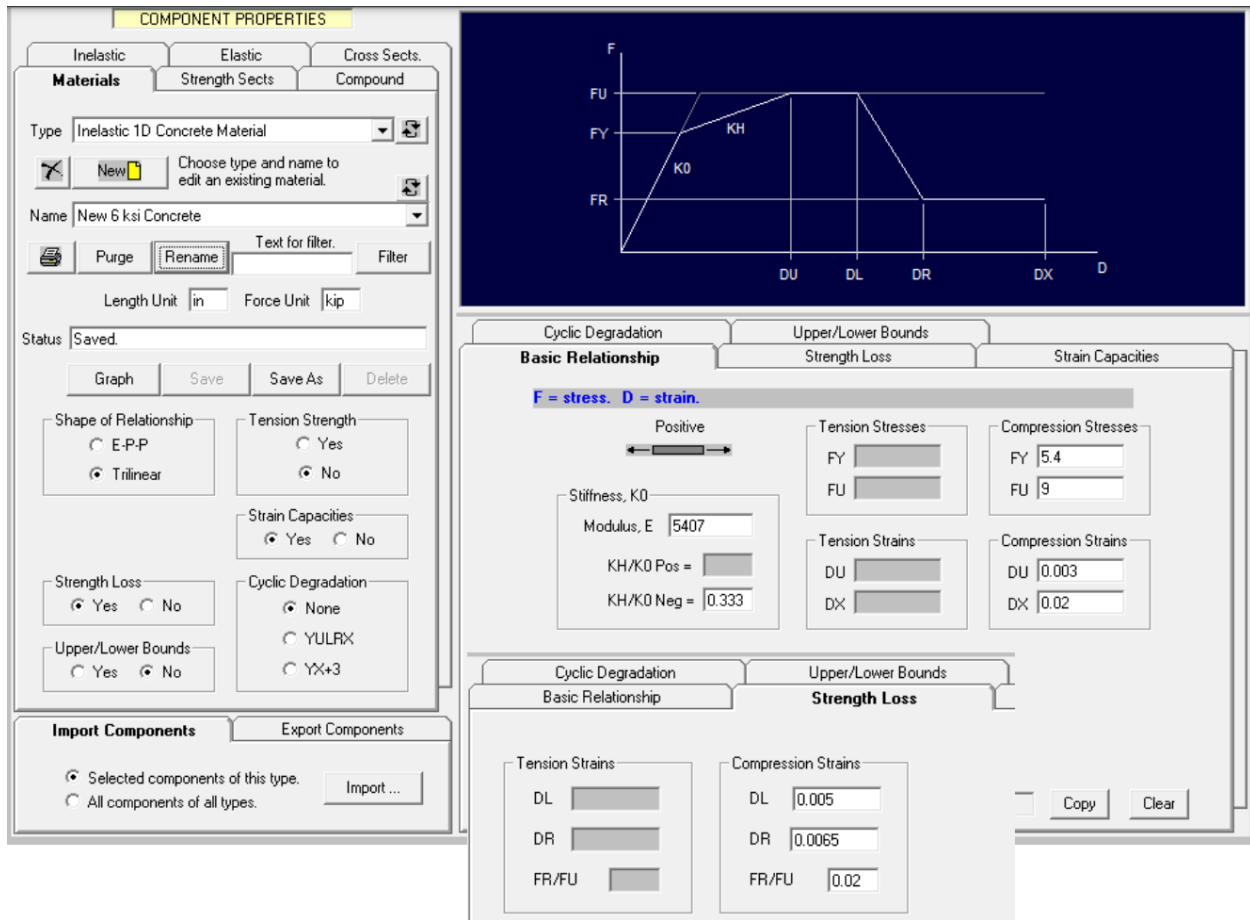 COMPONENT PROPERTIES
Inelastic Elastic Cross Sects.
Materials Strength Sects Compound
Type Inelastic 1D Concrete Material
New Choose type and name to
edit an existing material.
Name New 6 ksi Concrete
Purge Rename Text for filter. Filter
Length Unit in Force Unit kip
Status Saved.
Graph Save Save As Delete
Shape of Relationship
E-P-P
Trilinear
Tension Strength
Yes
No
Strain Capacities
Yes No
Strength Loss
Yes No
Cyclic Degradation
None
YULRX
YX+3
Upper/Lower Bounds
Yes No
Import Components Export Components
Selected components of this type.
All components of all types.
Import ...
F
FU
FY
KH
K0
FR
DU DL DR DX D
Cyclic Degradation Upper/Lower Bounds
Basic Relationship Strength Loss Strain Capacities
F = stress. D = strain.
Positive
Stiffness, K0
Modulus, E 5407
KH/K0 Pos =
KH/K0 Neg = 0.333
Tension Stresses
FY
FU
Compression Stresses
FY 5.4
FU 9
Tension Strains
DU
DX
Compression Strains
DU 0.003
DX 0.02
Cyclic Degradation Upper/Lower Bounds
Basic Relationship Strength Loss
Tension Strains
DL
DR
FR/FU
Compression Strains
DL 0.005
DR 0.0065
FR/FU 0.02
Copy Clear